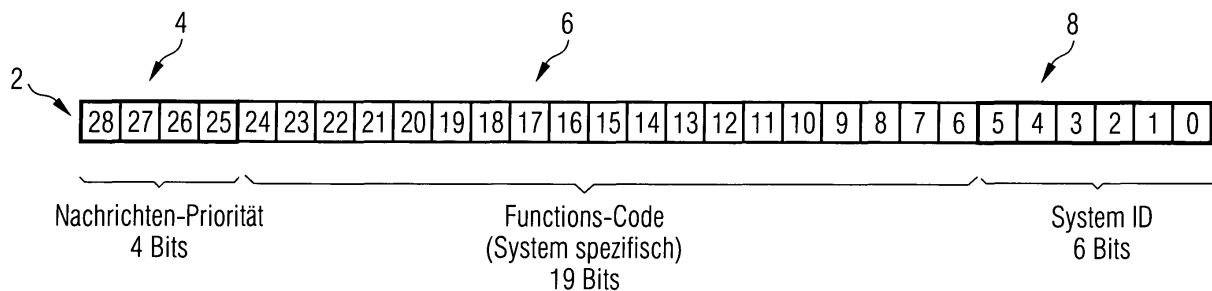 4 6 8
2
28 27 26 25 24 23 22 21 20 19 18 17 16 15 14 13 12 11 10 9 8 7 6 5 4 3 2 1 0
Nachrichten-Priorität
4 Bits
Functions-Code
(System spezifisch)
19 Bits
System ID
6 Bits